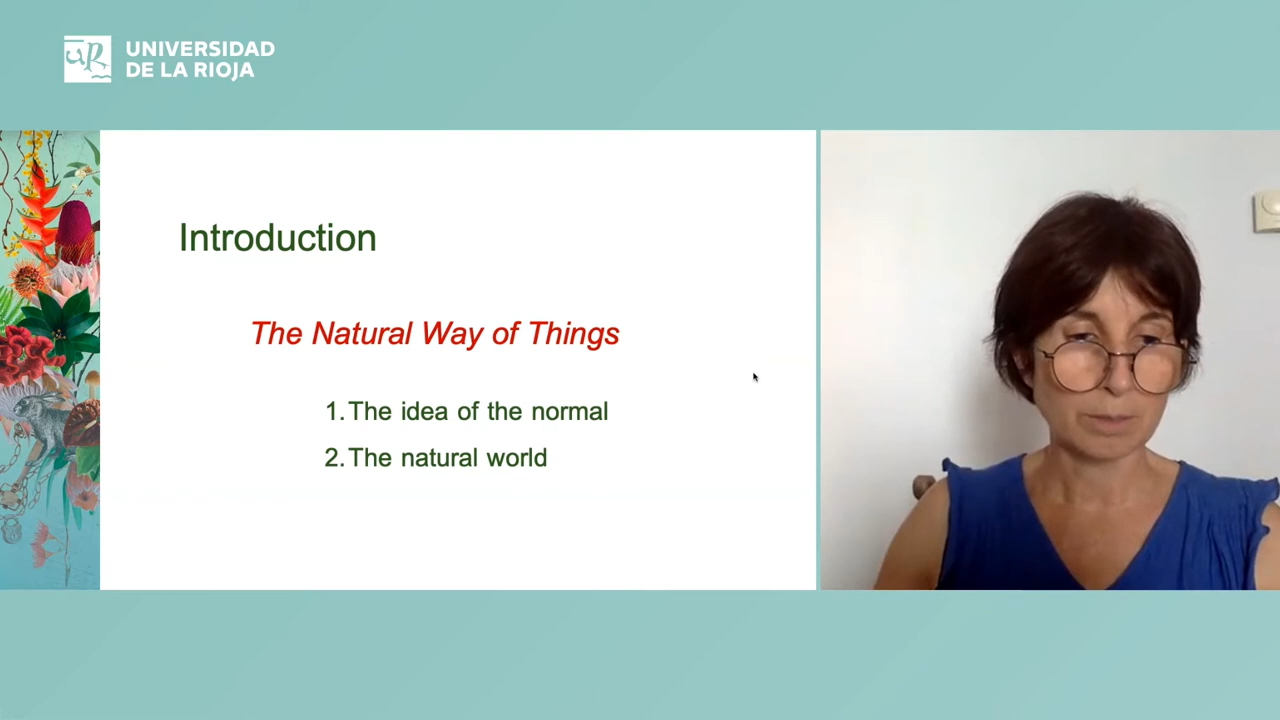 UNIVERSIDAD
DE LA RIOJA
Introduction
The Natural Way of Things
1. The idea of the normal
2. The natural world